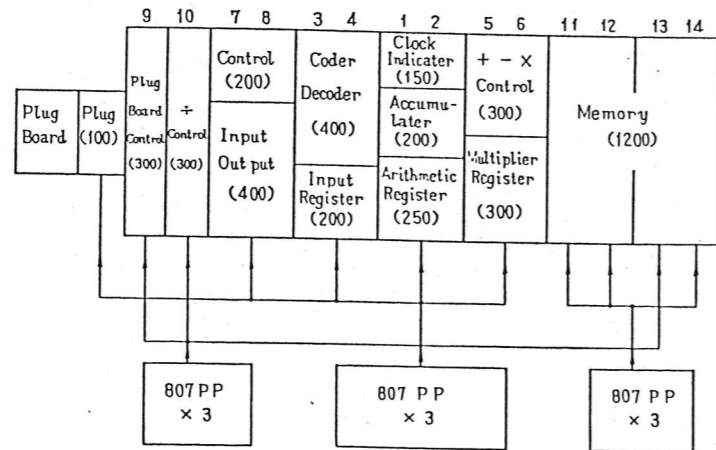 9 10 7 8 3 4 1 2 5 6 11 12 13 14
Plug
Board
Plug
(100)
Plug
Board
Control
(300)
÷
Control
(300)
Control
(200)
Input
Output
(400)
Coder
Decoder
(400)
Input
Register
(200)
Clock
Indicater
(150)
Accumu-
later
(200)
Arithmetic
Register
(250)
+ - ×
Control
(300)
Multiplier
Register
(300)
Memory
(1200)
807 PP
× 3
807 PP
× 3
807 PP
× 3